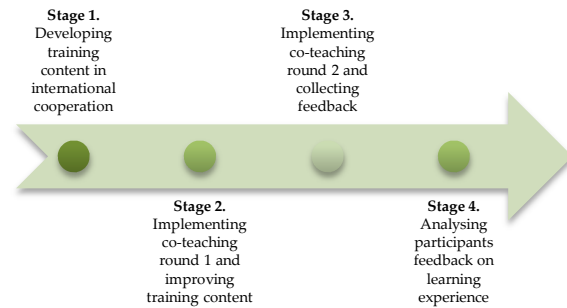 Stage 1.
Developing
training
content in
international
cooperation
Stage 2.
Implementing
co-teaching
round 1 and
improving
training content
Stage 3.
Implementing
co-teaching
round 2 and
collecting
feedback
Stage 4.
Analysing
participants
feedback on
learning
experience